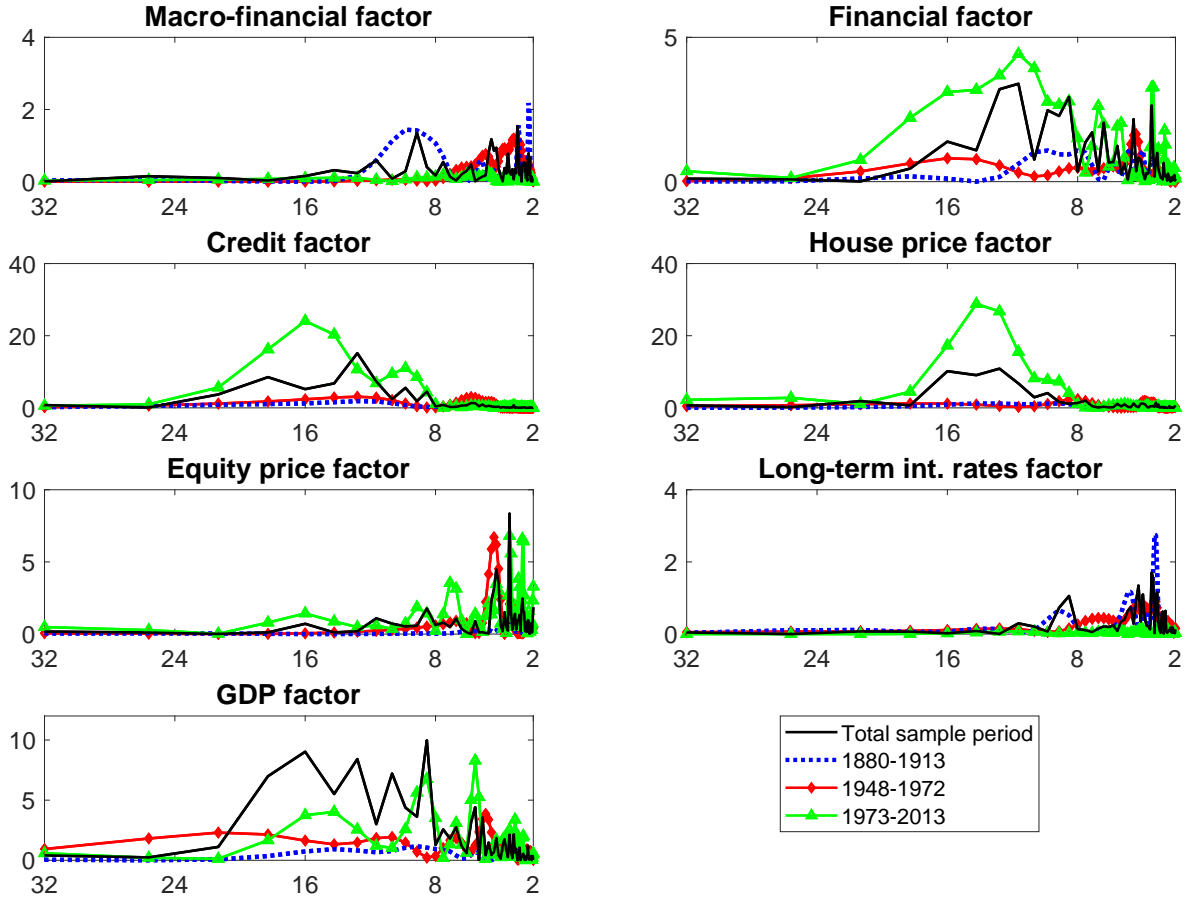 Macro-financial factor
4
2
0
32 24 16 8 2
Financial factor
5
0
32 24 16 8 2
Credit factor
40
20
0
32 24 16 8 2
House price factor
40
20
0
32 24 16 8 2
Equity price factor
10
5
0
32 24 16 8 2
Long-term int. rates factor
4
2
0
32 24 16 8 2
GDP factor
10
5
0
32 24 16 8 2
Total sample period
1880-1913
1948-1972
1973-2013